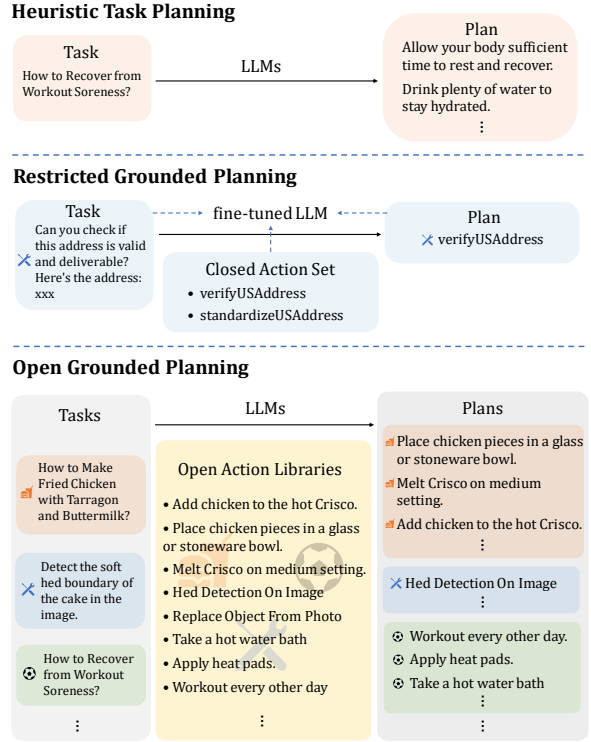 Heuristic Task Planning
Task
How to Recover from
Workout Soreness?
LLMs
Plan
Allow your body sufficient
time to rest and recover.
Drink plenty of water to
stay hydrated.
⋮
Restricted Grounded Planning
Task
Can you check if
this address is valid
and deliverable?
Here's the address:
xxx
fine-tuned LLM
Closed Action Set
• verifyUSAddress
• standardizeUSAddress
Plan
verifyUSAddress
Open Grounded Planning
Tasks
How to Make
Fried Chicken
with Tarragon
and Buttermilk?
Detect the soft
hed boundary of
the cake in the
image.
How to Recover
from Workout
Soreness?
⋮
LLMs
Open Action Libraries
• Add chicken to the hot Crisco.
• Place chicken pieces in a glass
or stoneware bowl.
• Melt Crisco on medium setting.
• Hed Detection On Image
• Replace Object From Photo
• Take a hot water bath
• Apply heat pads.
• Workout every other day
⋮
Plans
Place chicken pieces in a glass
or stoneware bowl.
Melt Crisco on medium
setting.
Add chicken to the hot Crisco.
⋮
Hed Detection On Image
⋮
Workout every other day.
Apply heat pads.
Take a hot water bath
⋮
⋮